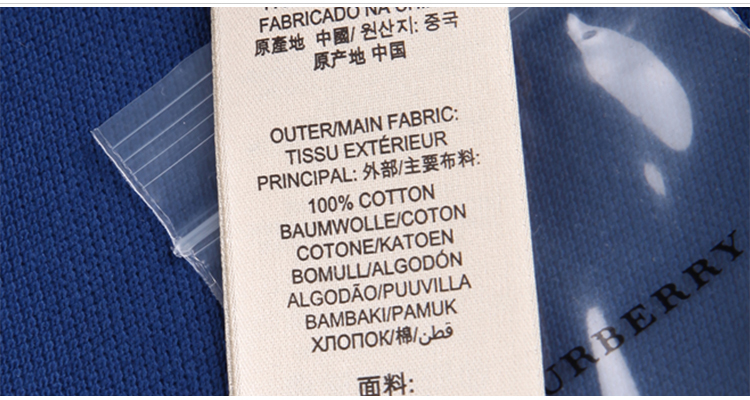 FABRICADO NA CHINA
原產地 中國/ 원산지: 중국
原产地 中国
OUTER/MAIN FABRIC:
TISSU EXTÉRIEUR
PRINCIPAL: 外部/主要布料:
100% COTTON
BAUMWOLLE/COTON
COTONE/KATOEN
BOMULL/ALGODÓN
ALGODÃO/PUUVILLA
BAMBAKI/PAMUK
ХЛОПОК/棉/قطن
面料:
URBERRY